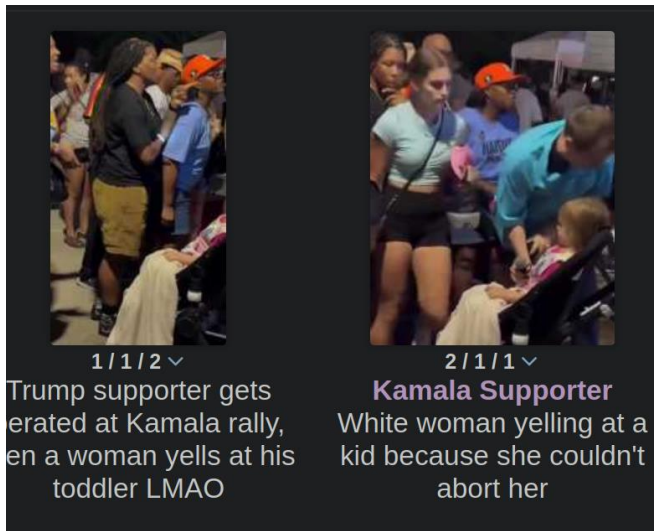 1 / 1 / 2
Trump supporter gets
erated at Kamala rally,
en a woman yells at his
toddler LMAO
2 / 1 / 1
Kamala Supporter
White woman yelling at a
kid because she couldn't
abort her